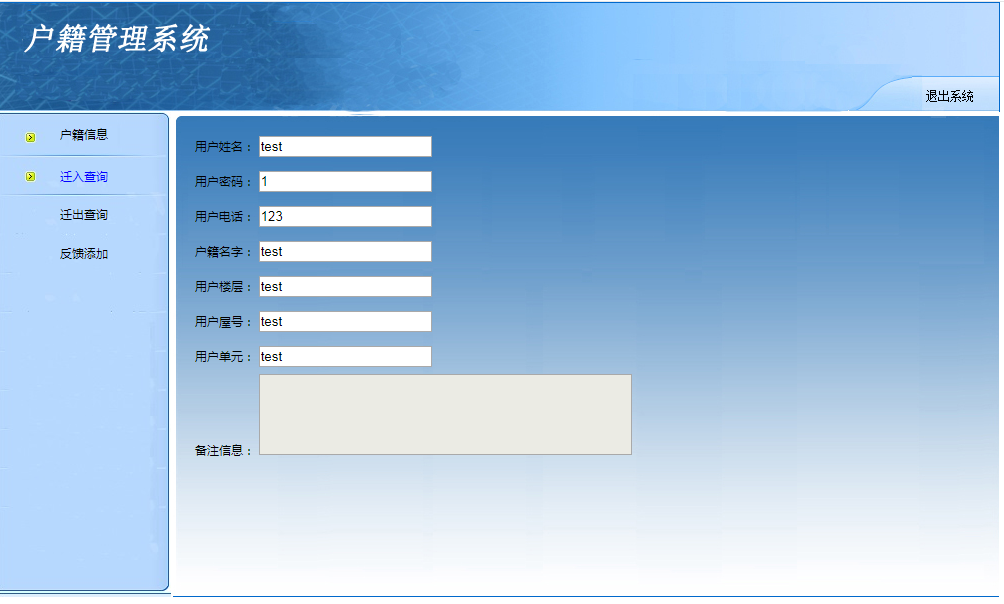 户籍管理系统
退出系统
户籍信息
迁入查询
迁出查询
反馈添加
用户姓名： test
用户密码： 1
用户电话： 123
户籍名字： test
用户楼层： test
用户屋号： test
用户单元： test
备注信息：